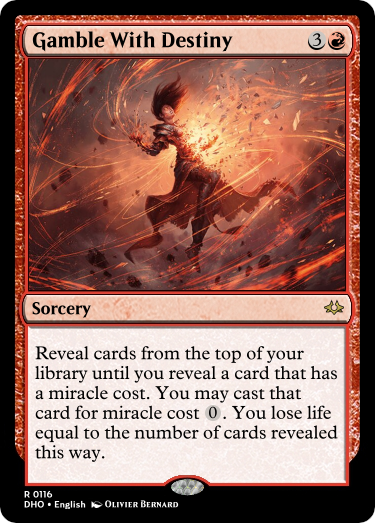 Gamble With Destiny 3
Sorcery
Reveal cards from the top of your
library until you reveal a card that has
a miracle cost. You may cast that
card for miracle cost 0. You lose life
equal to the number of cards revealed
this way.
R 0116
DHO • English Olivier Bernard